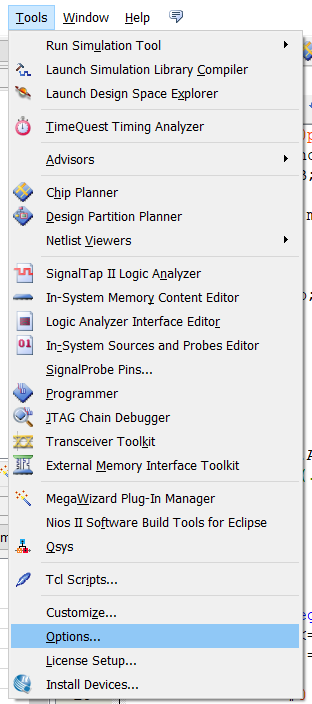 Tools Window Help
Run Simulation Tool
Launch Simulation Library Compiler
Launch Design Space Explorer
TimeQuest Timing Analyzer
Advisors
Chip Planner
Design Partition Planner
Netlist Viewers
SignalTap II Logic Analyzer
In-System Memory Content Editor
Logic Analyzer Interface Editor
In-System Sources and Probes Editor
SignalProbe Pins...
Programmer
JTAG Chain Debugger
Transceiver Toolkit
External Memory Interface Toolkit
MegaWizard Plug-In Manager
Nios II Software Build Tools for Eclipse
Qsys
Tcl Scripts...
Customize...
Options...
License Setup...
Install Devices...